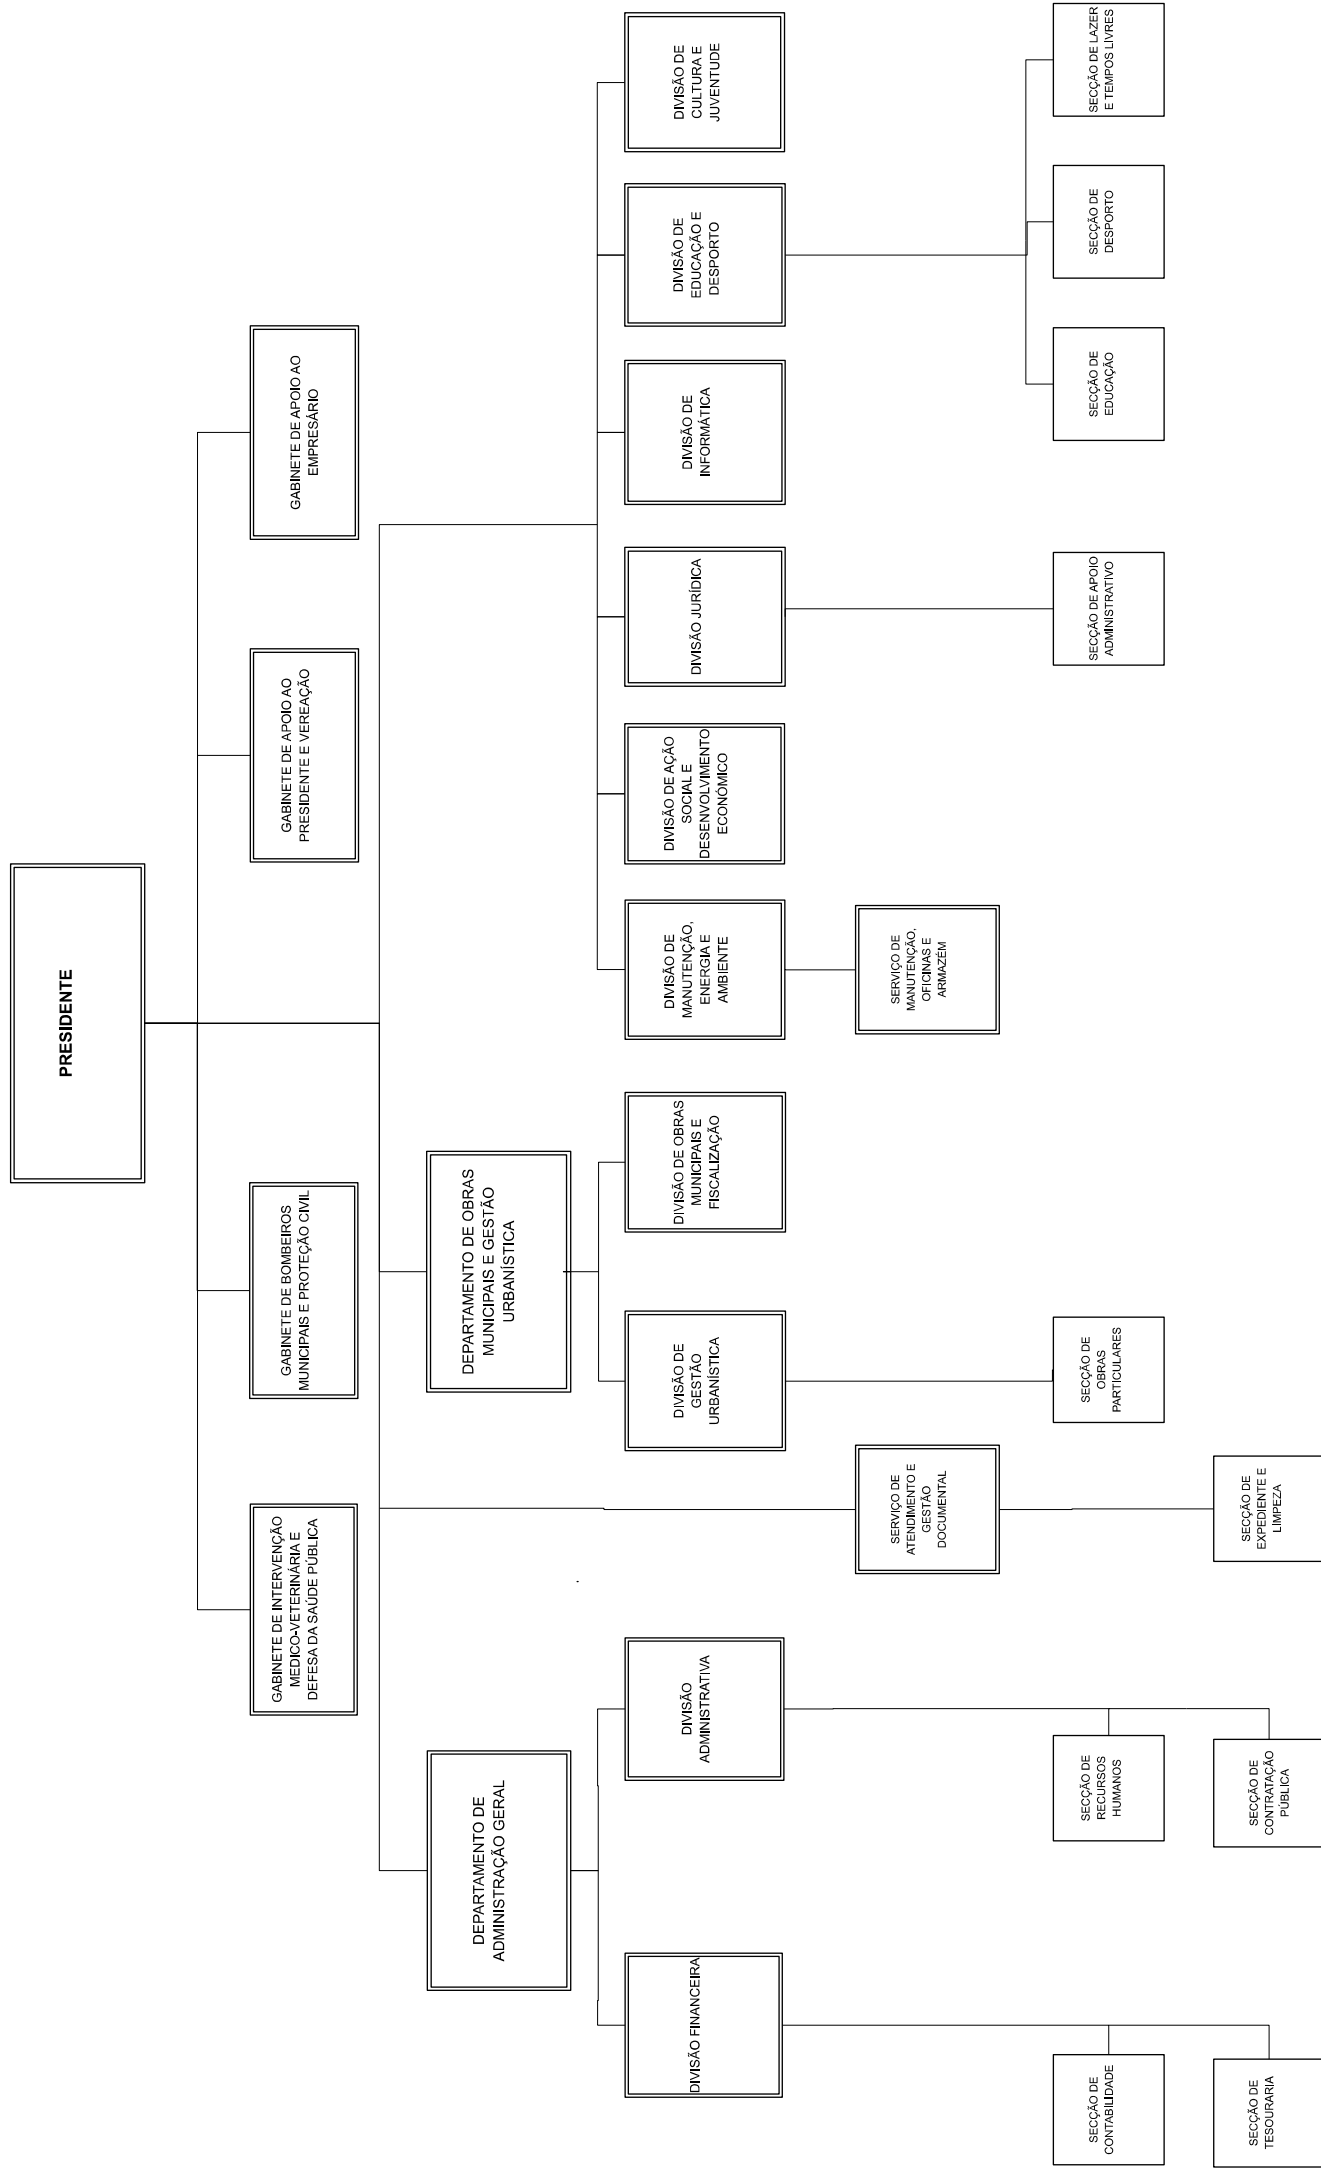 PRESIDENTE
GABINETE DE INTERVENÇÃO
MEDICO-VETERINÁRIA E
DEFESA DA SAÚDE PÚBLICA
GABINETE DE BOMBEIROS
MUNICIPAIS E PROTEÇÃO CIVIL
GABINETE DE APOIO AO
PRESIDENTE E VEREAÇÃO
GABINETE DE APOIO AO
EMPRESÁRIO
DEPARTAMENTO DE
ADMINISTRAÇÃO GERAL
DEPARTAMENTO DE OBRAS
MUNICIPAIS E GESTÃO
URBANÍSTICA
DIVISÃO FINANCEIRA
DIVISÃO
ADMINISTRATIVA
DIVISÃO DE
GESTÃO
URBANÍSTICA
DIVISÃO DE OBRAS
MUNICIPAIS E
FISCALIZAÇÃO
DIVISÃO DE
MANUTENÇÃO,
ENERGIA E
AMBIENTE
DIVISÃO DE AÇÃO
SOCIAL E
DESENVOLVIMENTO
ECONÓMICO
DIVISÃO JURÍDICA
DIVISÃO DE
INFORMÁTICA
DIVISÃO DE
EDUCAÇÃO E
DESPORTO
DIVISÃO DE
CULTURA E
JUVENTUDE
SERVIÇO DE
ATENDIMENTO E
GESTÃO
DOCUMENTAL
SERVIÇO DE
MANUTENÇÃO,
OFICINAS E
ARMAZÉM
SECÇÃO DE
CONTABILIDADE
SECÇÃO DE
RECURSOS
HUMANOS
SECÇÃO DE
OBRAS
PARTICULARES
SECÇÃO DE APOIO
ADMINISTRATIVO
SECÇÃO DE
EDUCAÇÃO
SECÇÃO DE
DESPORTO
SECÇÃO DE LAZER
E TEMPOS LIVRES
SECÇÃO DE
TESOURARIA
SECÇÃO DE
CONTRATAÇÃO
PÚBLICA
SECÇÃO DE
EXPEDIENTE E
LIMPEZA